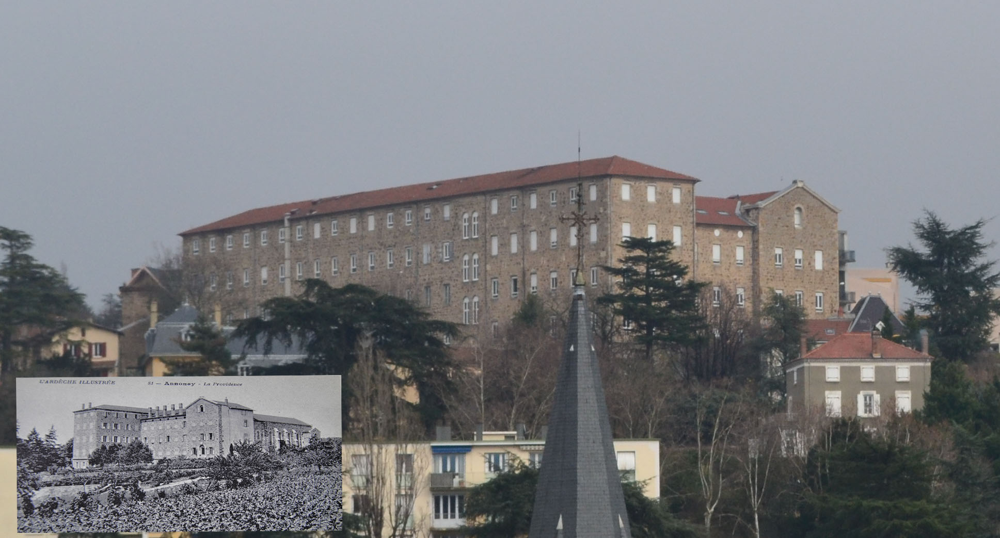 L'ARDÈCHE ILLUSTRÉE 81 — Annonay - La Providence